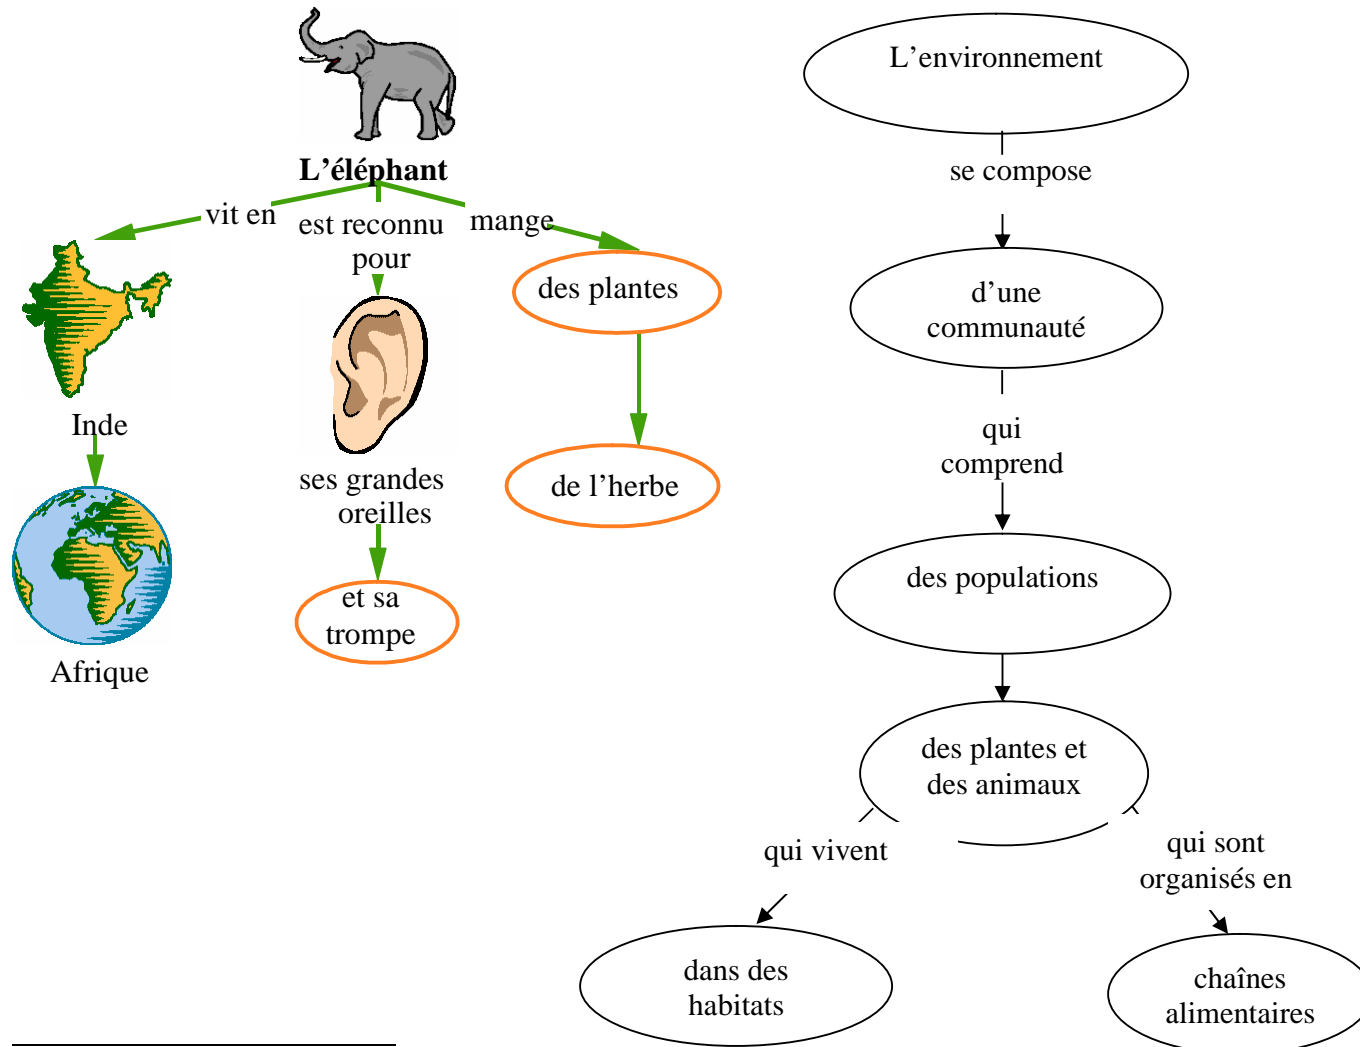 L’éléphant
vit en
est reconnu
pour
mange
Inde
Afrique
ses grandes
oreilles
et sa
trompe
des plantes
de l’herbe
L’environnement
se compose
d’une
communauté
qui
comprend
des populations
des plantes et
des animaux
qui vivent
dans des
habitats
qui sont
organisés en
chaînes
alimentaires